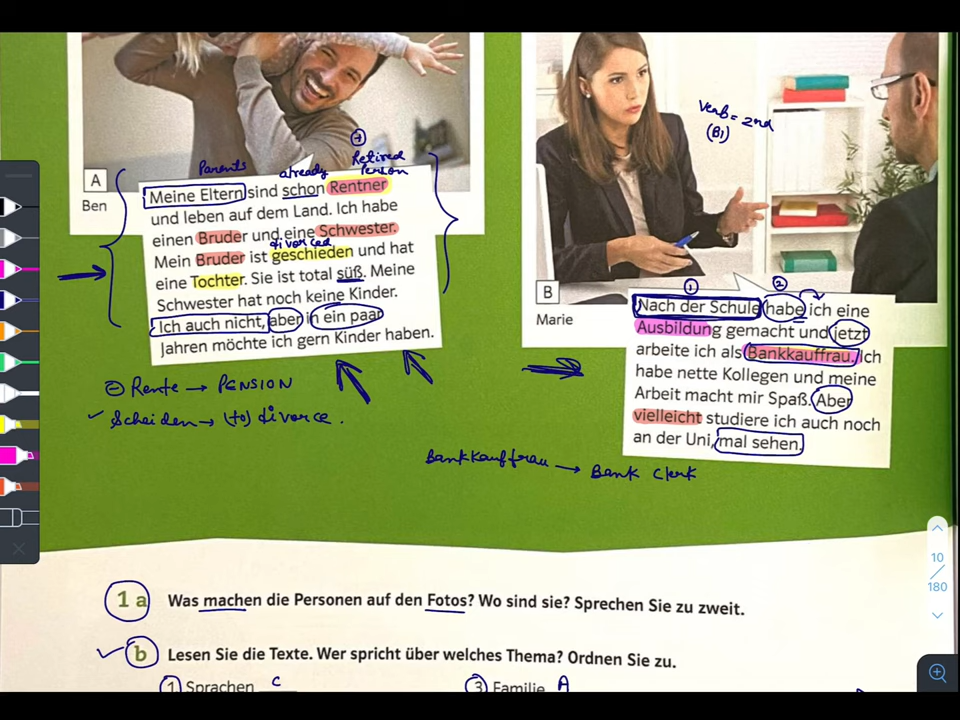 Verb = 2nd
(B1)
Parents
already
Retired
Person
A
Ben
Meine Eltern sind schon Rentner
und leben auf dem Land. Ich habe
einen Bruder und eine Schwester.
divorced
Mein Bruder ist geschieden und hat
eine Tochter. Sie ist total süß. Meine
Schwester hat noch keine Kinder.
Ich auch nicht, aber in ein paar
Jahren möchte ich gern Kinder haben.
Rente → PENSION
✓ Scheiden → (to) divorce.
B
Marie
1 2
Nach der Schule habe ich eine
Ausbildung gemacht und jetzt
arbeite ich als Bankkauffrau. Ich
habe nette Kollegen und meine
Arbeit macht mir Spaß. Aber
vielleicht studiere ich auch noch
an der Uni, mal sehen.
Bankkauffrau → Bank Clerk
10
/
180
1 a Was machen die Personen auf den Fotos? Wo sind sie? Sprechen Sie zu zweit.
✓ b Lesen Sie die Texte. Wer spricht über welches Thema? Ordnen Sie zu.
1 Sprachen C
3 Familie A